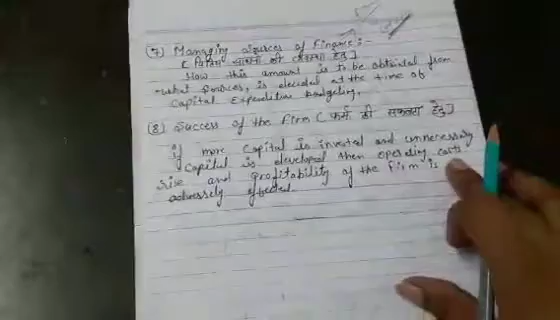 (7) Managing sources of Finance:-
[ वित्तीय साधनों की व्यवस्था हेतु ]
How this amount is to be obtained from
what sources, is decided at the time of
Capital Expenditure budgeting.
(8) Success of the Firm ( फर्म की सफलता हेतु ]
if more capital is invested and unnecessary
Capital is developed then operating costs
rise and profitability of the firm is
adversely affected.